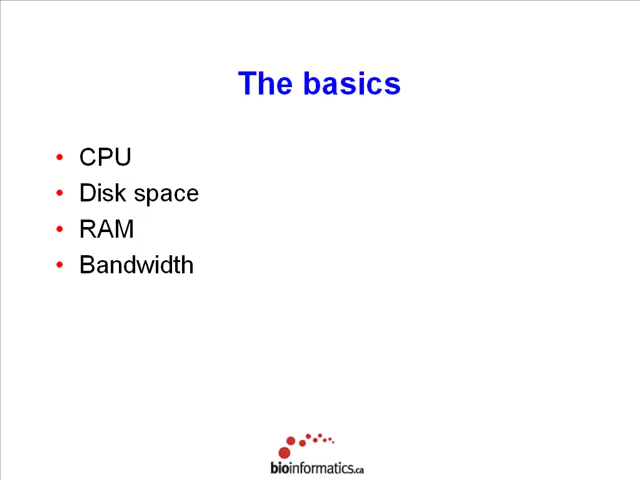 The basics
• CPU
• Disk space
• RAM
• Bandwidth
bioinformatics.ca